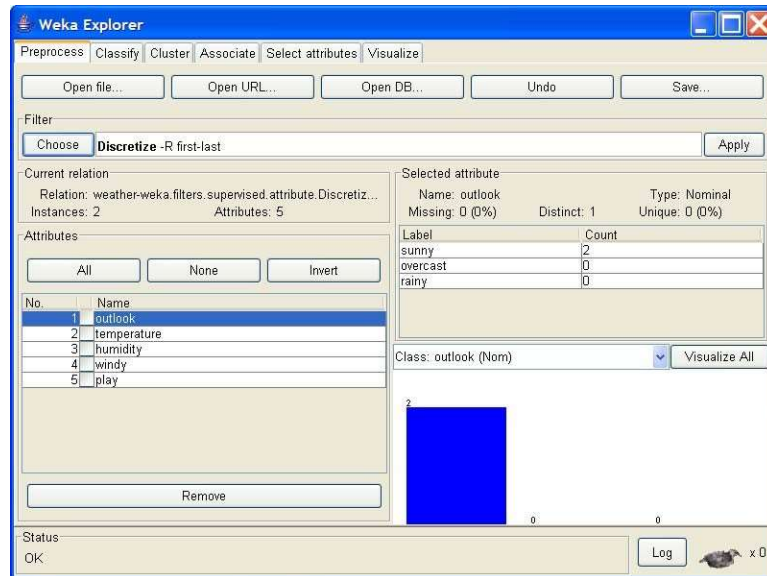 Weka Explorer
Preprocess Classify Cluster Associate Select attributes Visualize
Open file... Open URL... Open DB... Undo Save...
Filter
Choose Discretize -R first-last Apply
Current relation
Relation: weather-weka.filters.supervised.attribute.Discretiz...
Instances: 2 Attributes: 5
Selected attribute
Name: outlook Type: Nominal
Missing: 0 (0%) Distinct: 1 Unique: 0 (0%)
Label Count
sunny 2
overcast 0
rainy 0
Attributes
All None Invert
No. Name
1 outlook
2 temperature
3 humidity
4 windy
5 play
Remove
Class: outlook (Nom) Visualize All
2
0 0
Status
OK
Log x 0